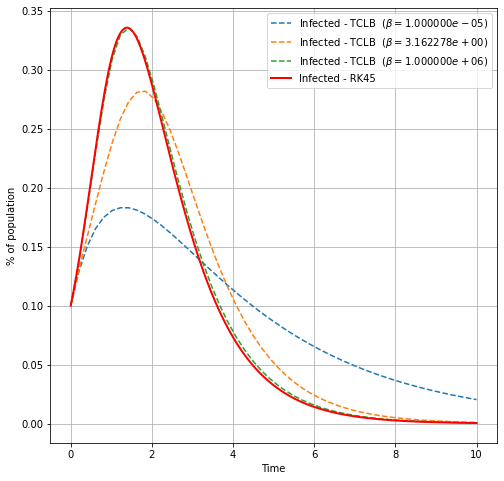 Infected - TCLB (β = 1.000000e − 05)
Infected - TCLB (β = 3.162278e + 00)
Infected - TCLB (β = 1.000000e + 06)
Infected - RK45
% of population
0.35
0.30
0.25
0.20
0.15
0.10
0.05
0.00
0 2 4 6 8 10
Time